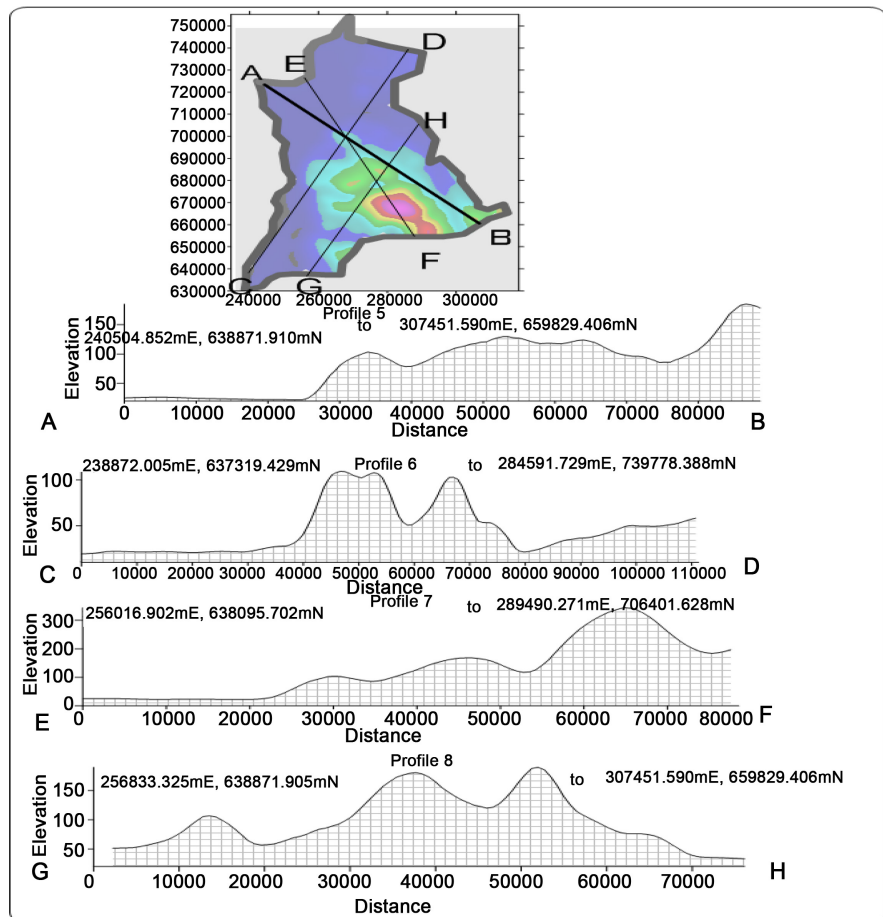 750000
740000
730000
720000
710000
700000
690000
680000
670000
660000
650000
640000
630000
A
E
D
H
B
F
C
G
240000 260000 280000 300000
Profile 5
240504.852mE, 638871.910mN to 307451.590mE, 659829.406mN
Elevation
150
100
50
0 10000 20000 30000 40000 50000 60000 70000 80000
A Distance B
238872.005mE, 637319.429mN Profile 6 to 284591.729mE, 739778.388mN
Elevation
100
50
0 10000 20000 30000 40000 50000 60000 70000 80000 90000 100000 110000
C Distance D
Profile 7
256016.902mE, 638095.702mN to 289490.271mE, 706401.628mN
Elevation
300
200
100
0
0 10000 20000 30000 40000 50000 60000 70000 80000
E Distance F
Profile 8
256833.325mE, 638871.905mN to 307451.590mE, 659829.406mN
Elevation
150
100
50
0 10000 20000 30000 40000 50000 60000 70000
G Distance H